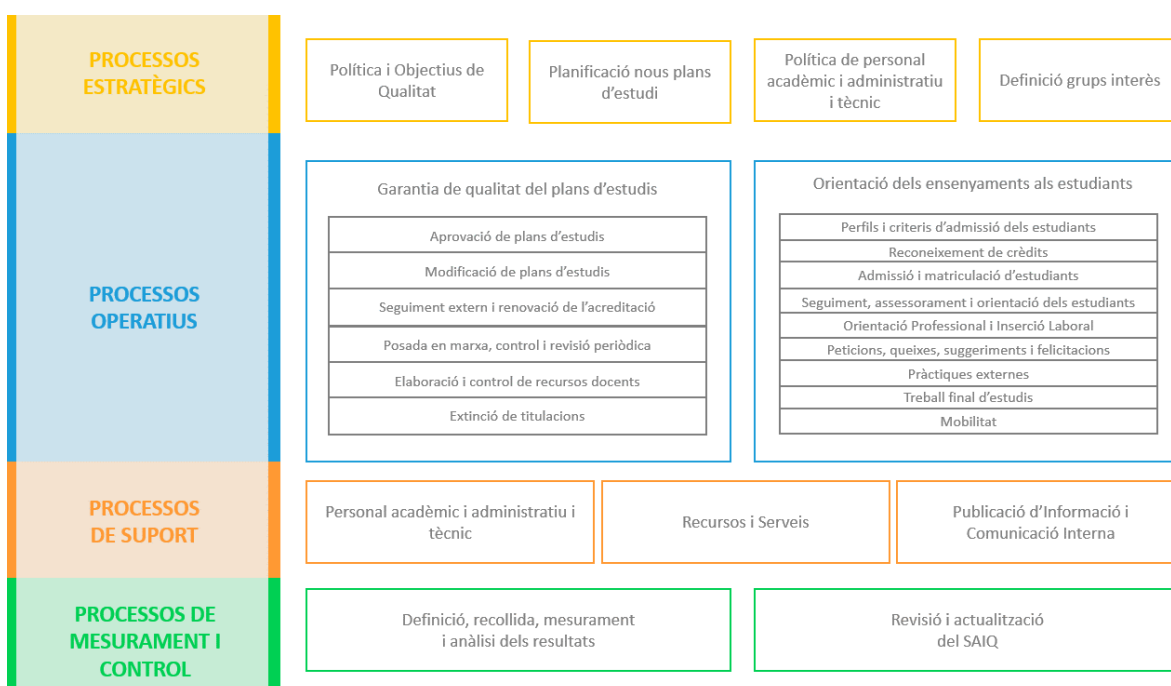 PROCESSOS
ESTRATÈGICS
Política i Objectius de
Qualitat
Planificació nous plans
d'estudi
Política de personal
acadèmic i administratiu
i tècnic
Definició grups interès
PROCESSOS
OPERATIUS
Garantia de qualitat del plans d'estudis
Aprovació de plans d'estudis
Modificació de plans d'estudis
Seguiment extern i renovació de l'acreditació
Posada en marxa, control i revisió periòdica
Elaboració i control de recursos docents
Extinció de titulacions
Orientació dels ensenyaments als estudiants
Perfils i criteris d'admissió dels estudiants
Reconeixement de crèdits
Admissió i matriculació d'estudiants
Seguiment, assessorament i orientació dels estudiants
Orientació Professional i Inserció Laboral
Peticions, queixes, suggeriments i felicitacions
Pràctiques externes
Treball final d'estudis
Mobilitat
PROCESSOS
DE SUPORT
Personal acadèmic i administratiu i
tècnic
Recursos i Serveis
Publicació d'Informació i
Comunicació Interna
PROCESSOS DE
MESURAMENT I
CONTROL
Definició, recollida, mesurament
i anàlisi dels resultats
Revisió i actualització
del SAIQ